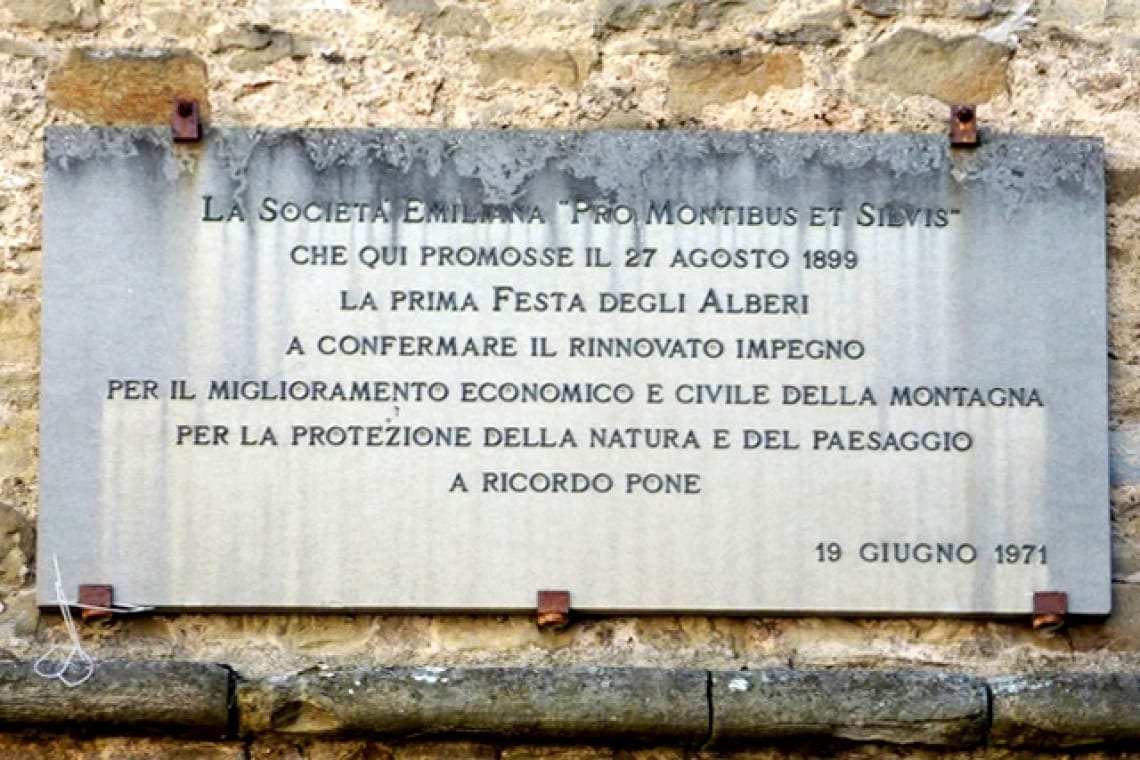 La Società Emiliana "Pro Montibus et Silvis"
che qui promosse il 27 agosto 1899
la prima Festa degli Alberi
a confermare il rinnovato impegno
per il miglioramento economico e civile della montagna
per la protezione della natura e del paesaggio
a ricordo pone
19 giugno 1971